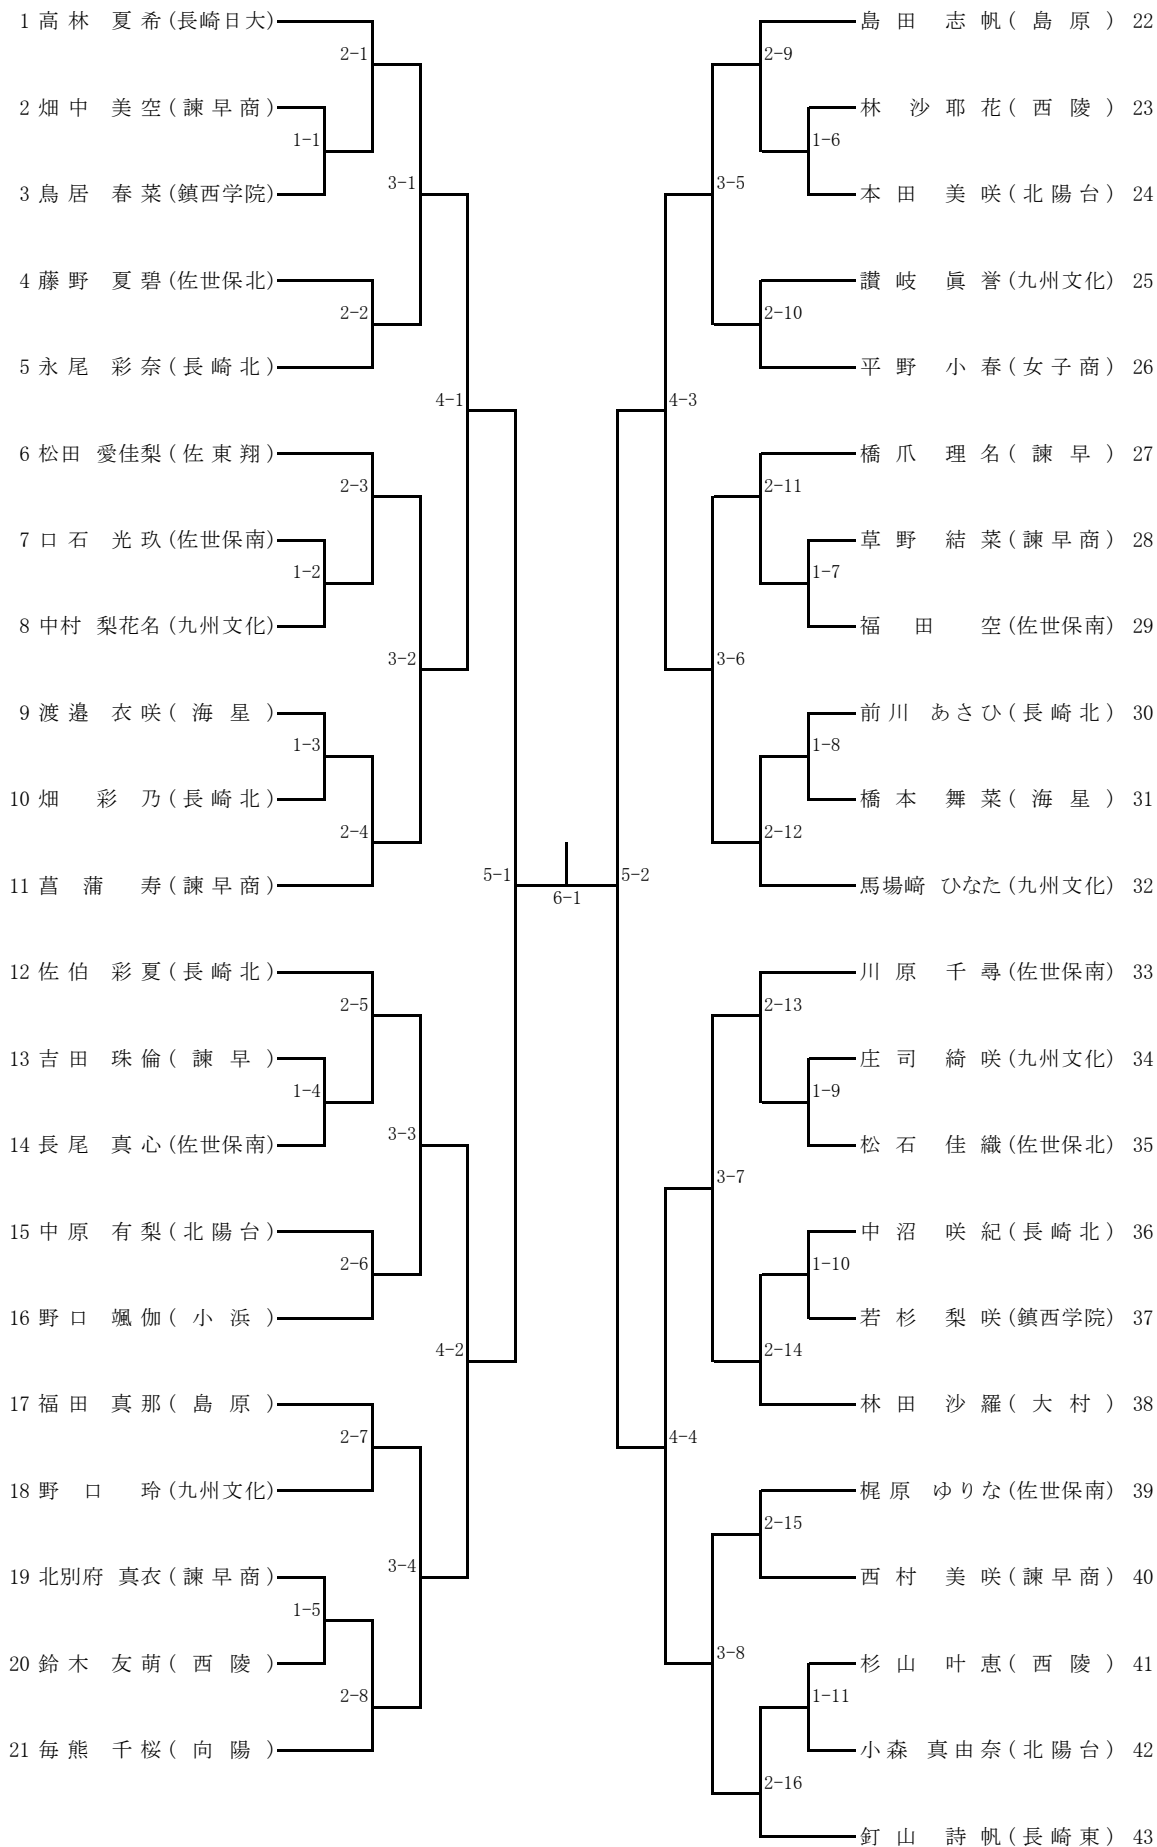 1 高林 夏希 (長崎日大)
2-1
2 畑中 美空 (諫早商)
1-1
3 鳥居 春菜 (鎮西学院)
3-1
4 藤野 夏碧 (佐世保北)
2-2
5 永尾 彩奈 (長崎北)
4-1
6 松田 愛佳梨 (佐東翔)
2-3
7 口石 光玖 (佐世保南)
1-2
8 中村 梨花名 (九州文化)
3-2
9 渡邉 衣咲 (海星)
1-3
10 畑 彩乃 (長崎北)
2-4
11 菖蒲 寿 (諫早商)
5-1
12 佐伯 彩夏 (長崎北)
2-5
13 吉田 珠倫 (諫早)
1-4
14 長尾 真心 (佐世保南)
3-3
15 中原 有梨 (北陽台)
2-6
16 野口 颯伽 (小浜)
4-2
17 福田 真那 (島原)
2-7
18 野口 玲 (九州文化)
3-4
19 北別府 真衣 (諫早商)
1-5
20 鈴木 友萌 (西陵)
2-8
21 毎熊 千桜 (向陽)
6-1
島田 志帆 (島原) 22
2-9
林 沙耶花 (西陵) 23
1-6
本田 美咲 (北陽台) 24
3-5
讃岐 眞誉 (九州文化) 25
2-10
平野 小春 (女子商) 26
4-3
橋爪 理名 (諫早) 27
2-11
草野 結菜 (諫早商) 28
1-7
福田 空 (佐世保南) 29
3-6
前川 あさひ (長崎北) 30
1-8
橋本 舞菜 (海星) 31
2-12
馬場﨑 ひなた (九州文化) 32
5-2
川原 千尋 (佐世保南) 33
2-13
庄司 綺咲 (九州文化) 34
1-9
松石 佳織 (佐世保北) 35
3-7
中沼 咲紀 (長崎北) 36
1-10
若杉 梨咲 (鎮西学院) 37
2-14
林田 沙羅 (大村) 38
4-4
梶原 ゆりな (佐世保南) 39
2-15
西村 美咲 (諫早商) 40
3-8
杉山 叶恵 (西陵) 41
1-11
小森 真由奈 (北陽台) 42
2-16
釘山 詩帆 (長崎東) 43